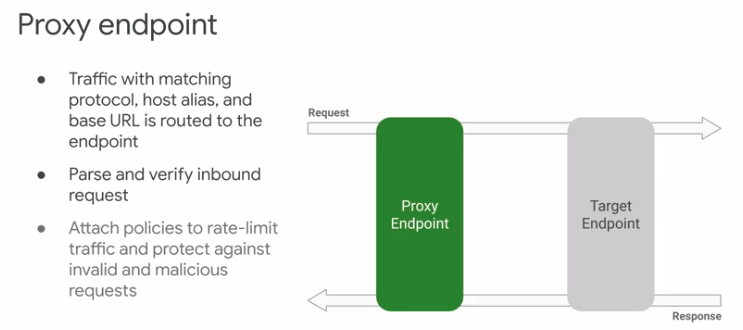 Proxy endpoint
● Traffic with matching
protocol, host alias, and
base URL is routed to the
endpoint
● Parse and verify inbound
request
● Attach policies to rate-limit
traffic and protect against
invalid and malicious
requests
Request
Proxy
Endpoint
Target
Endpoint
Response